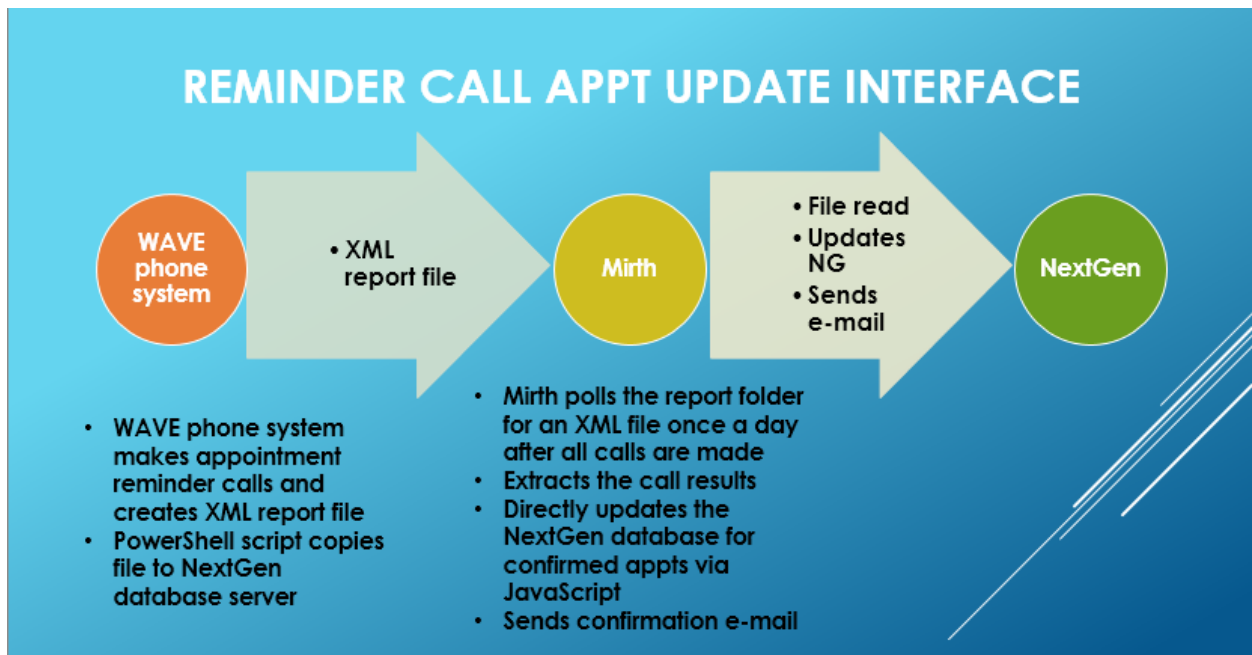 REMINDER CALL APPT UPDATE INTERFACE
WAVE
phone
system
• XML
report file
Mirth
• File read
• Updates
NG
• Sends
e-mail
NextGen
• WAVE phone system
makes appointment
reminder calls and
creates XML report file
• PowerShell script copies
file to NextGen
database server
• Mirth polls the report folder
for an XML file once a day
after all calls are made
• Extracts the call results
• Directly updates the
NextGen database for
confirmed appts via
JavaScript
• Sends confirmation e-mail